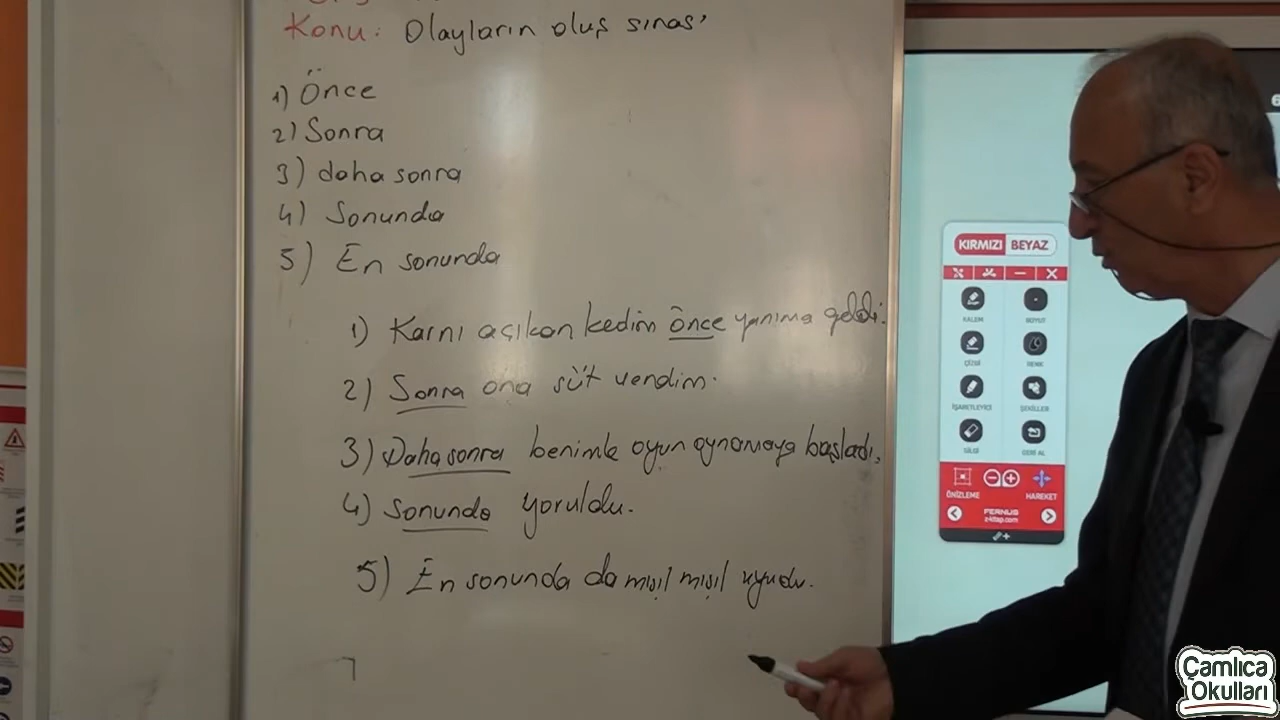 Konu: Olayların oluş sırası
1) Önce
2) Sonra
3) daha sonra
4) Sonunda
5) En sonunda
1) Karnı açıkan kedim önce yanıma geldi.
2) Sonra ona süt verdim.
3) Daha sonra benimle oyun oynamaya başladı.
4) Sonunda yoruldu.
5) En sonunda da mışıl mışıl uyudu.
KIRMIZI BEYAZ
KALEM
BOYUT
ÇİZGİ
RENK
İŞARETLEYİCİ
ŞEKİLLER
SİLGİ
GERİ AL
ÖNİZLEME
HAREKET
FERNUS
z-kitap.com
Çamlıca
Okulları